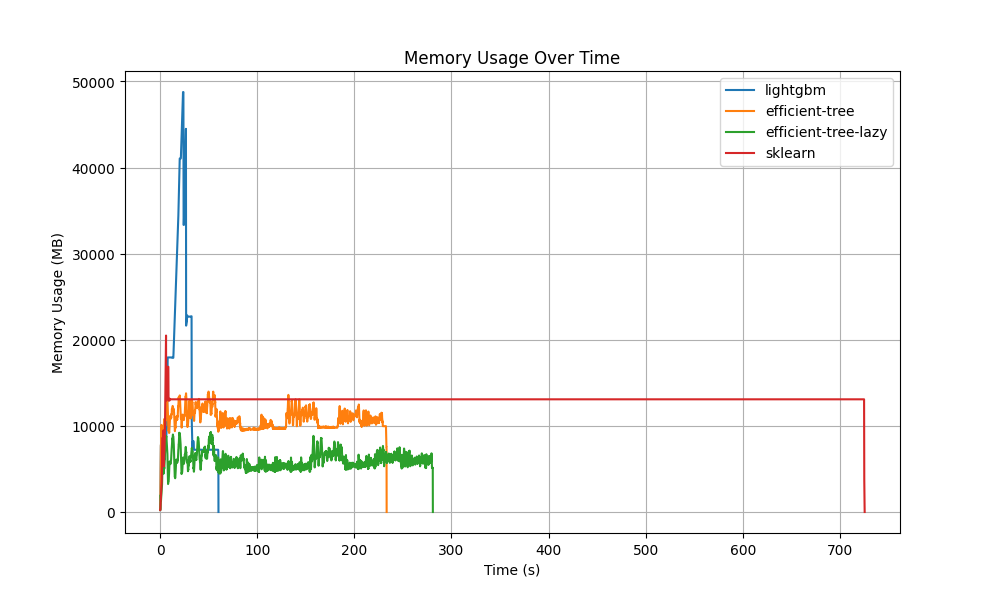 Memory Usage Over Time
lightgbm
efficient-tree
efficient-tree-lazy
sklearn
Memory Usage (MB)
50000
40000
30000
20000
10000
0
0 100 200 300 400 500 600 700
Time (s)